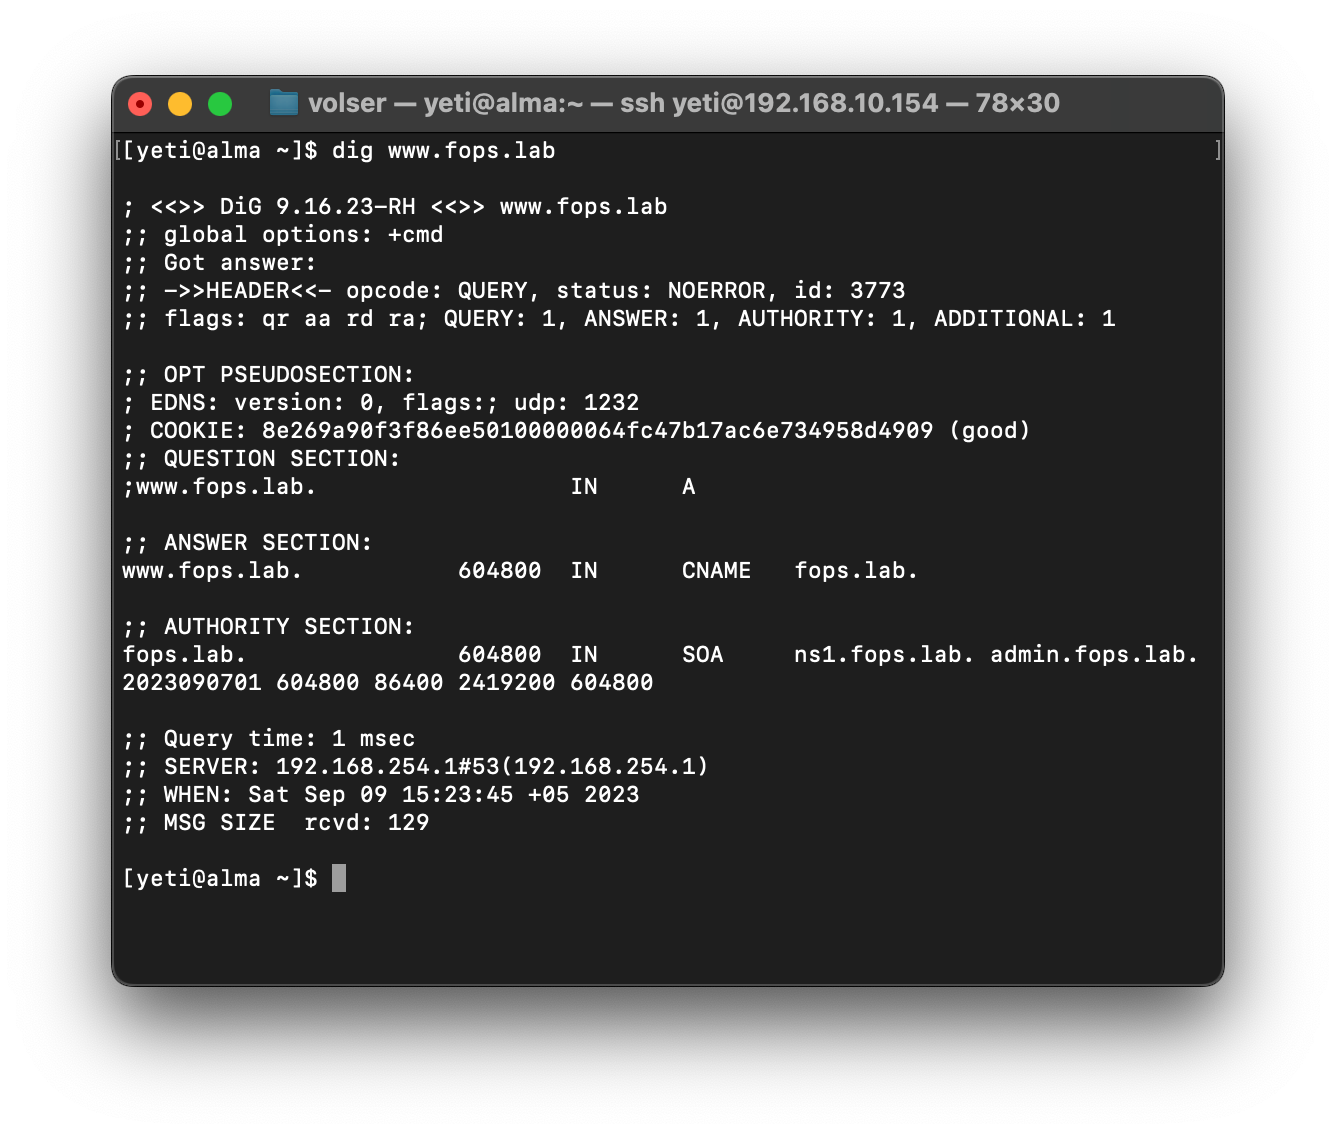 volser — yeti@alma:~ — ssh yeti@192.168.10.154 — 78×30
[[yeti@alma ~]$ dig www.fops.lab ]
; <<>> DiG 9.16.23-RH <<>> www.fops.lab
;; global options: +cmd
;; Got answer:
;; ->>HEADER<<- opcode: QUERY, status: NOERROR, id: 3773
;; flags: qr aa rd ra; QUERY: 1, ANSWER: 1, AUTHORITY: 1, ADDITIONAL: 1
;; OPT PSEUDOSECTION:
; EDNS: version: 0, flags:; udp: 1232
; COOKIE: 8e269a90f3f86ee50100000064fc47b17ac6e734958d4909 (good)
;; QUESTION SECTION:
;www.fops.lab. IN A
;; ANSWER SECTION:
www.fops.lab. 604800 IN CNAME fops.lab.
;; AUTHORITY SECTION:
fops.lab. 604800 IN SOA ns1.fops.lab. admin.fops.lab.
2023090701 604800 86400 2419200 604800
;; Query time: 1 msec
;; SERVER: 192.168.254.1#53(192.168.254.1)
;; WHEN: Sat Sep 09 15:23:45 +05 2023
;; MSG SIZE rcvd: 129
[yeti@alma ~]$